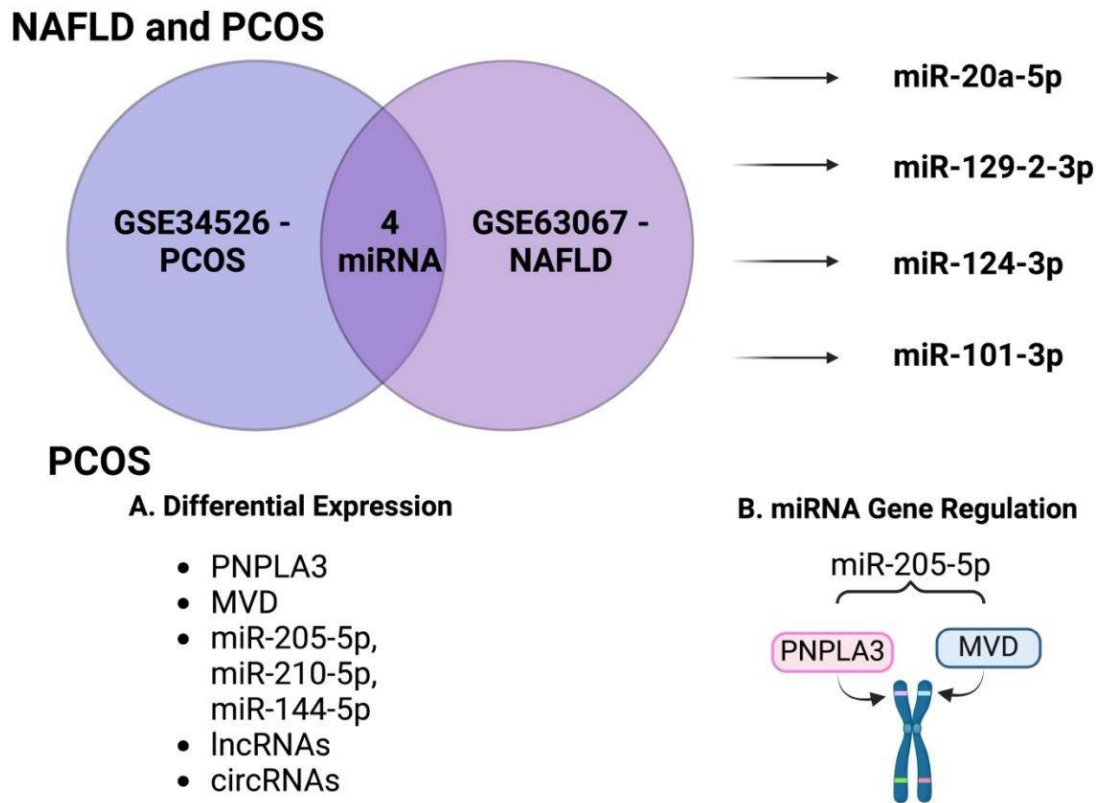 NAFLD and PCOS
GSE34526 -
PCOS
4
miRNA
GSE63067 -
NAFLD
miR-20a-5p
miR-129-2-3p
miR-124-3p
miR-101-3p
PCOS
A. Differential Expression
• PNPLA3
• MVD
• miR-205-5p,
miR-210-5p,
miR-144-5p
• lncRNAs
• circRNAs
B. miRNA Gene Regulation
miR-205-5p
PNPLA3
MVD